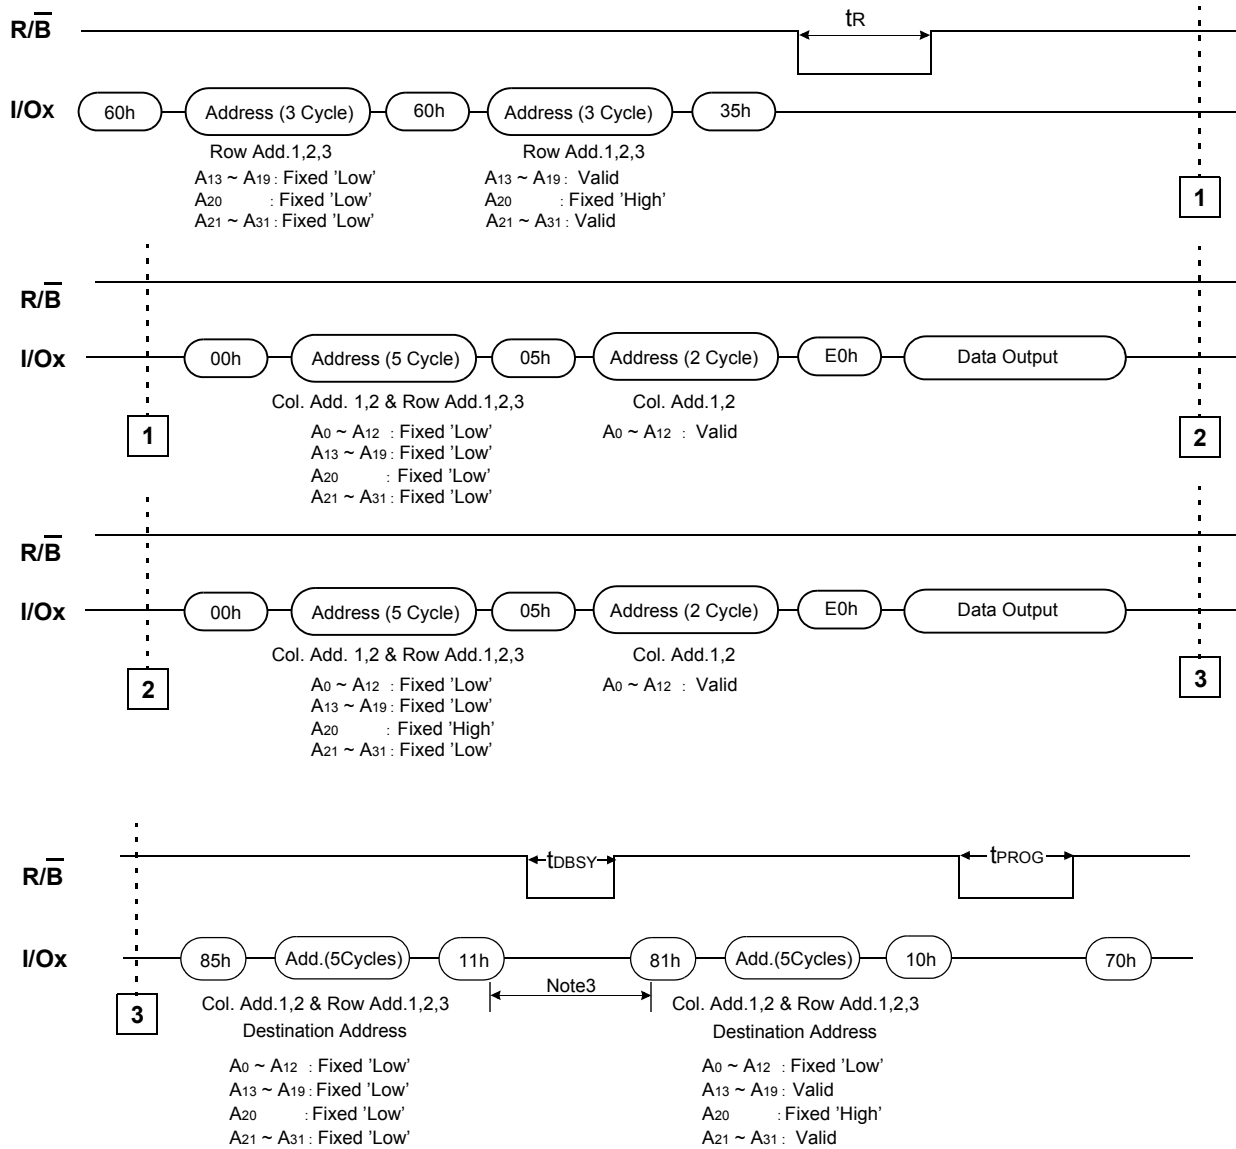 R/B tR
I/Ox 60h Address (3 Cycle) 60h Address (3 Cycle) 35h
Row Add.1,2,3 Row Add.1,2,3
A13 ~ A19 : Fixed 'Low' A13 ~ A19 : Valid
A20 : Fixed 'Low' A20 : Fixed 'High'
A21 ~ A31 : Fixed 'Low' A21 ~ A31 : Valid
1
R/B
I/Ox 00h Address (5 Cycle) 05h Address (2 Cycle) E0h Data Output
Col. Add. 1,2 & Row Add.1,2,3 Col. Add.1,2
1 A0 ~ A12 : Fixed 'Low' A0 ~ A12 : Valid 2
A13 ~ A19 : Fixed 'Low'
A20 : Fixed 'Low'
A21 ~ A31 : Fixed 'Low'
R/B
I/Ox 00h Address (5 Cycle) 05h Address (2 Cycle) E0h Data Output
Col. Add. 1,2 & Row Add.1,2,3 Col. Add.1,2
2 A0 ~ A12 : Fixed 'Low' A0 ~ A12 : Valid 3
A13 ~ A19 : Fixed 'Low'
A20 : Fixed 'High'
A21 ~ A31 : Fixed 'Low'
R/B tDBSY tPROG
I/Ox 85h Add.(5Cycles) 11h 81h Add.(5Cycles) 10h 70h
Note3
3 Col. Add.1,2 & Row Add.1,2,3 Col. Add.1,2 & Row Add.1,2,3
Destination Address Destination Address
A0 ~ A12 : Fixed 'Low' A0 ~ A12 : Fixed 'Low'
A13 ~ A19 : Fixed 'Low' A13 ~ A19 : Valid
A20 : Fixed 'Low' A20 : Fixed 'High'
A21 ~ A31 : Fixed 'Low' A21 ~ A31 : Valid